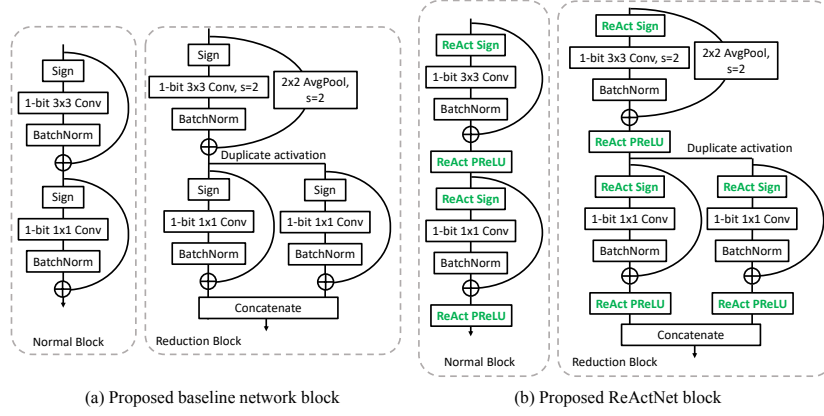 Sign
1-bit 3x3 Conv
BatchNorm
Sign
1-bit 1x1 Conv
BatchNorm
Normal Block
Sign
1-bit 3x3 Conv, s=2
BatchNorm
2x2 AvgPool,
s=2
Duplicate activation
Sign
1-bit 1x1 Conv
BatchNorm
Sign
1-bit 1x1 Conv
BatchNorm
Concatenate
Reduction Block
(a) Proposed baseline network block
ReAct Sign
1-bit 3x3 Conv
BatchNorm
ReAct PReLU
ReAct Sign
1-bit 1x1 Conv
BatchNorm
ReAct PReLU
Normal Block
ReAct Sign
1-bit 3x3 Conv, s=2
BatchNorm
2x2 AvgPool,
s=2
ReAct PReLU
Duplicate activation
ReAct Sign
1-bit 1x1 Conv
BatchNorm
ReAct PReLU
ReAct Sign
1-bit 1x1 Conv
BatchNorm
ReAct PReLU
Concatenate
Reduction Block
(b) Proposed ReActNet block